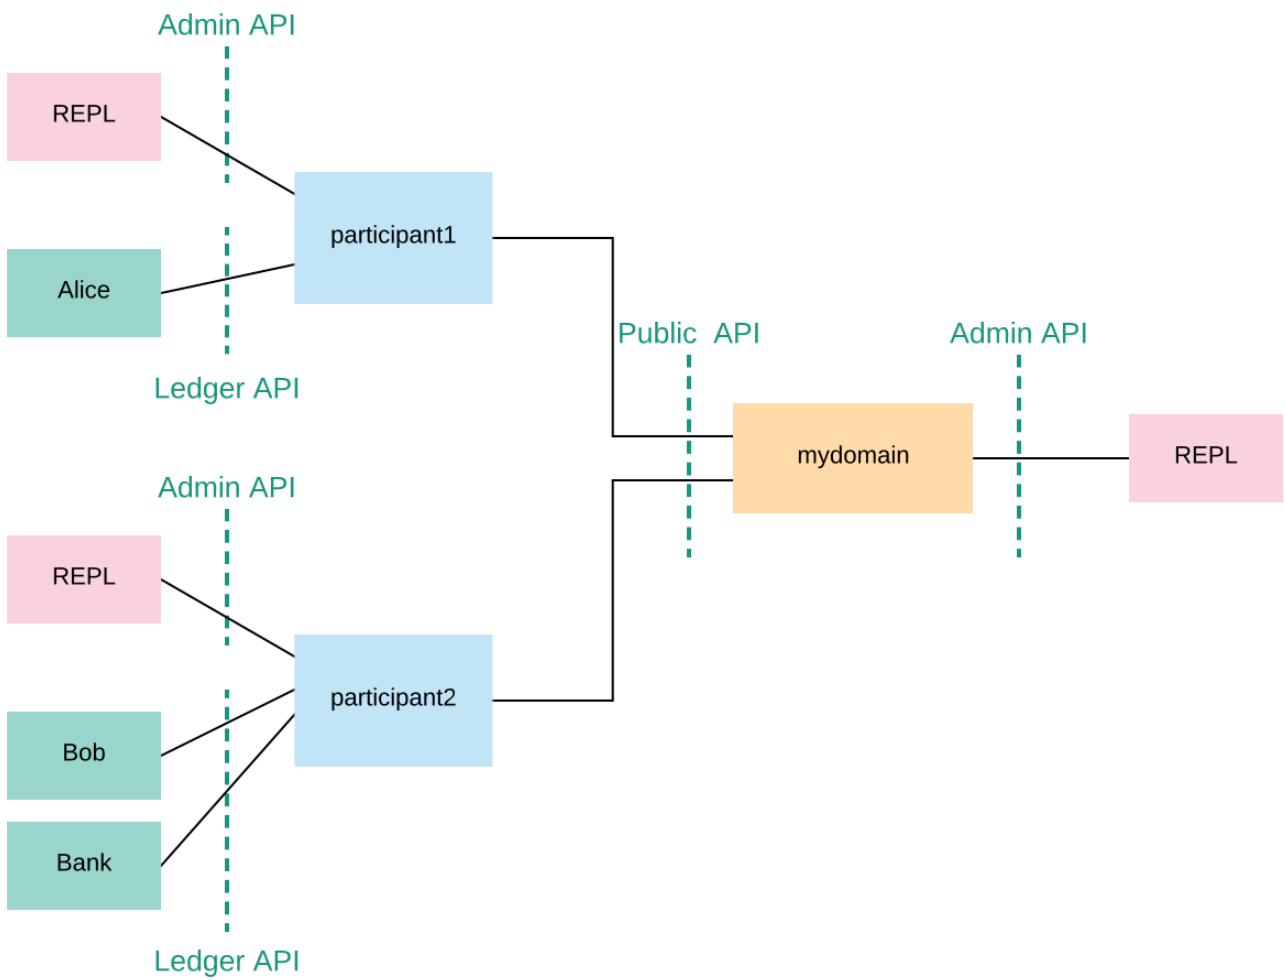 Admin API
REPL
participant1
Alice
Ledger API
Public API
Admin API
mydomain
REPL
Admin API
REPL
participant2
Bob
Bank
Ledger API